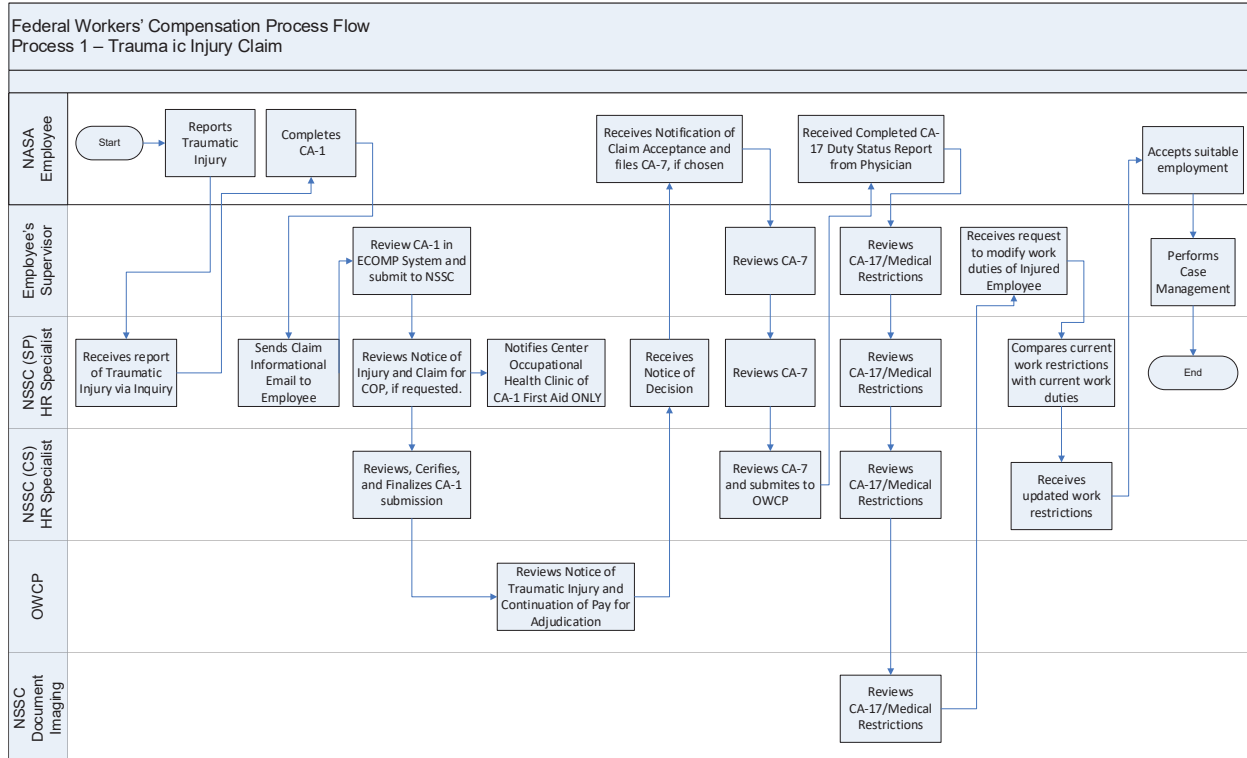 Federal Workers' Compensation Process Flow
Process 1 – Trauma ic Injury Claim
NASA
Employee
Start
Reports
Traumatic
Injury
Completes
CA-1
Receives Notification of
Claim Acceptance and
files CA-7, if chosen
Received Completed CA-
17 Duty Status Report
from Physician
Accepts suitable
employment
Employee's
Supervisor
Review CA-1 in
ECOMP System and
submit to NSSC
Reviews CA-7
Reviews
CA-17/Medical
Restrictions
Receives request
to modify work
duties of Injured
Employee
Performs
Case
Management
NSSC (SP)
HR Specialist
Receives report
of Traumatic
Injury via Inquiry
Sends Claim
Informational
Email to
Employee
Reviews Notice of
Injury and Claim for
COP, if requested.
Notifies Center
Occupational
Health Clinic of
CA-1 First Aid ONLY
Receives
Notice of
Decision
Reviews CA-7
Reviews
CA-17/Medical
Restrictions
Compares current
work restrictions
with current work
duties
End
NSSC (CS)
HR Specialist
Reviews, Cerifies,
and Finalizes CA-1
submission
Reviews CA-7
and submites to
OWCP
Reviews
CA-17/Medical
Restrictions
Receives
updated work
restrictions
OWCP
Reviews Notice of
Traumatic Injury and
Continuation of Pay for
Adjudication
NSSC
Document
Imaging
Reviews
CA-17/Medical
Restrictions